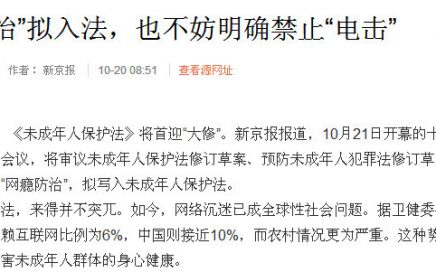 治”拟入法，也不妨明确禁止“电击”
作者： 新京报 10-20 08:51 查看源网址
《未成年人保护法》将首迎“大修”。新京报报道，10月21日开幕的十
会议，将审议未成年人保护法修订草案、预防未成年人犯罪法修订草
“网瘾防治”，拟写入未成年人保护法。
法，来得并不突兀。如今，网络沉迷已成全球性社会问题。据卫健委
赖互联网比例为6%，中国则接近10%，而农村情况更为严重。这种势
害未成年人群体的身心健康。